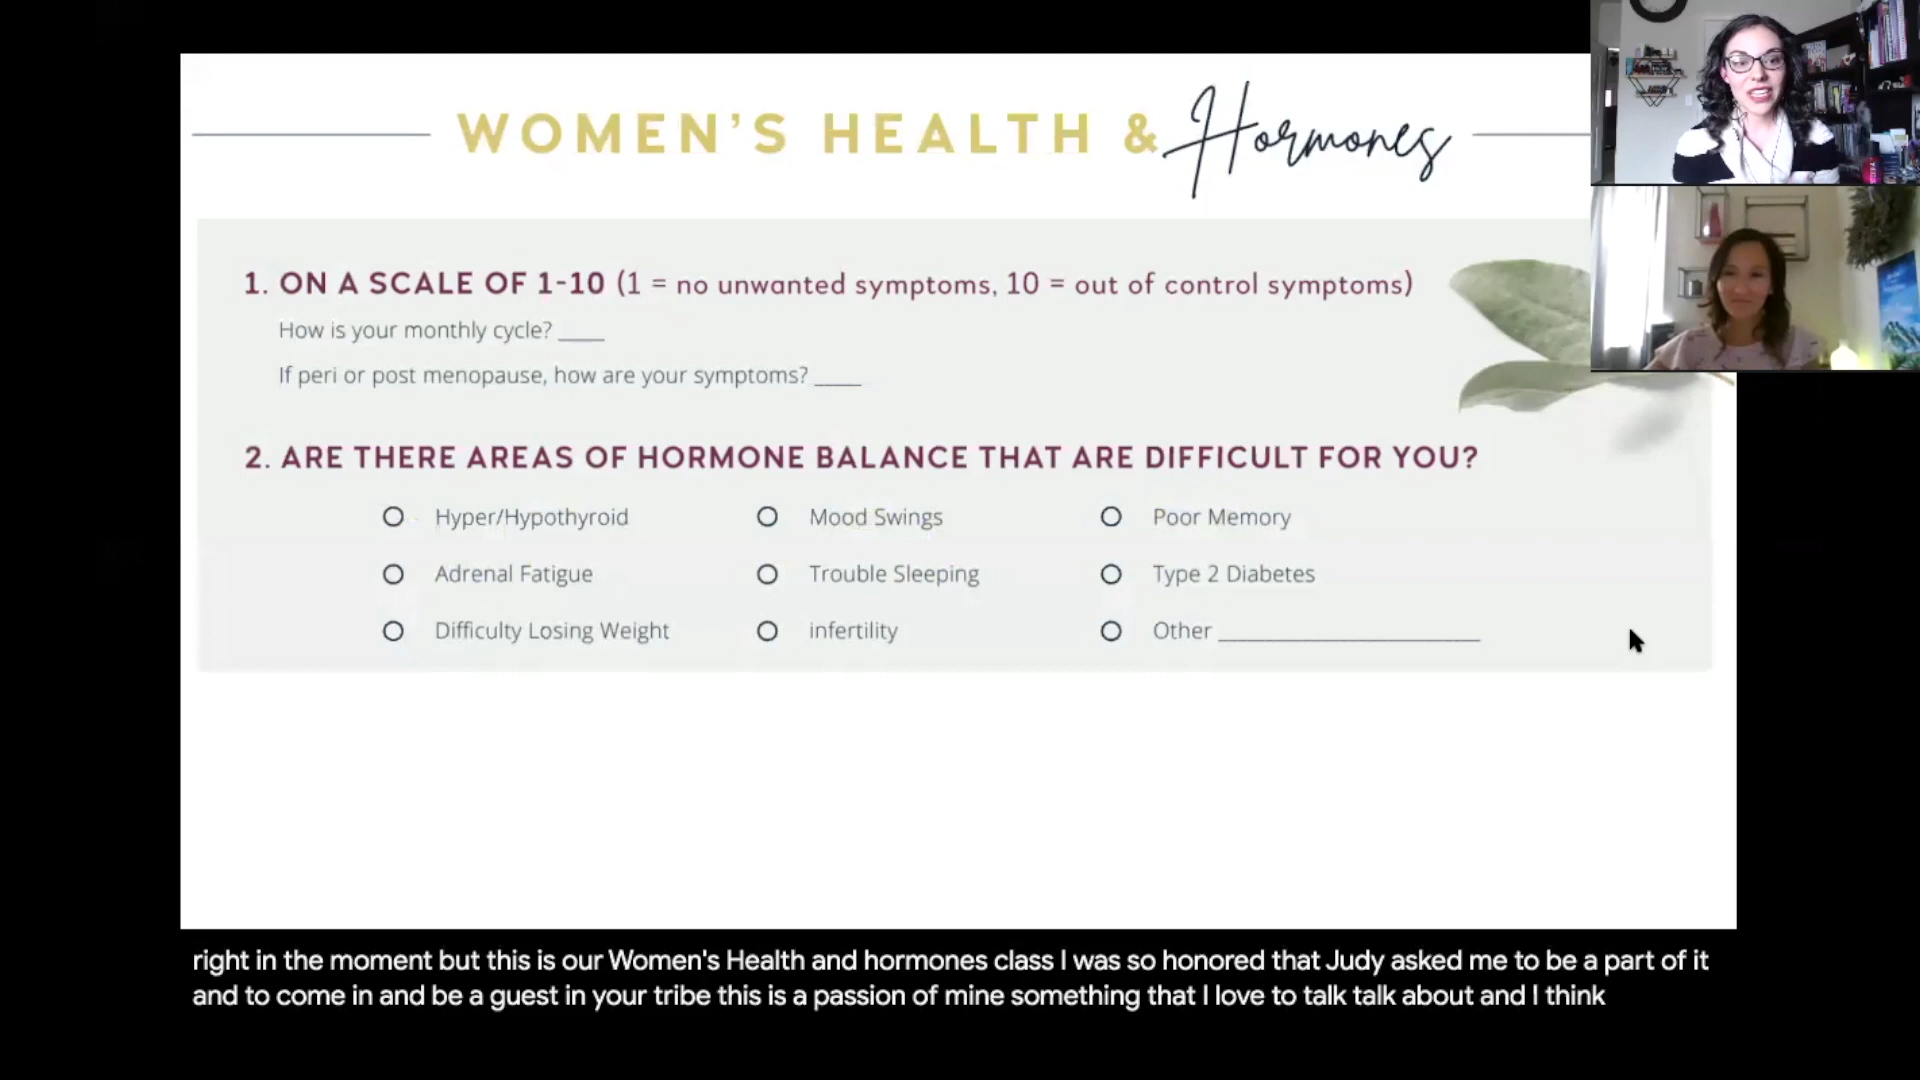 WOMEN'S HEALTH & Hormones
1. ON A SCALE OF 1-10 (1 = no unwanted symptoms, 10 = out of control symptoms)
How is your monthly cycle? ____
If peri or post menopause, how are your symptoms? ____
2. ARE THERE AREAS OF HORMONE BALANCE THAT ARE DIFFICULT FOR YOU?
Hyper/Hypothyroid Mood Swings Poor Memory
Adrenal Fatigue Trouble Sleeping Type 2 Diabetes
Difficulty Losing Weight infertility Other ____
right in the moment but this is our Women's Health and hormones class I was so honored that Judy asked me to be a part of it
and to come in and be a guest in your tribe this is a passion of mine something that I love to talk talk about and I think